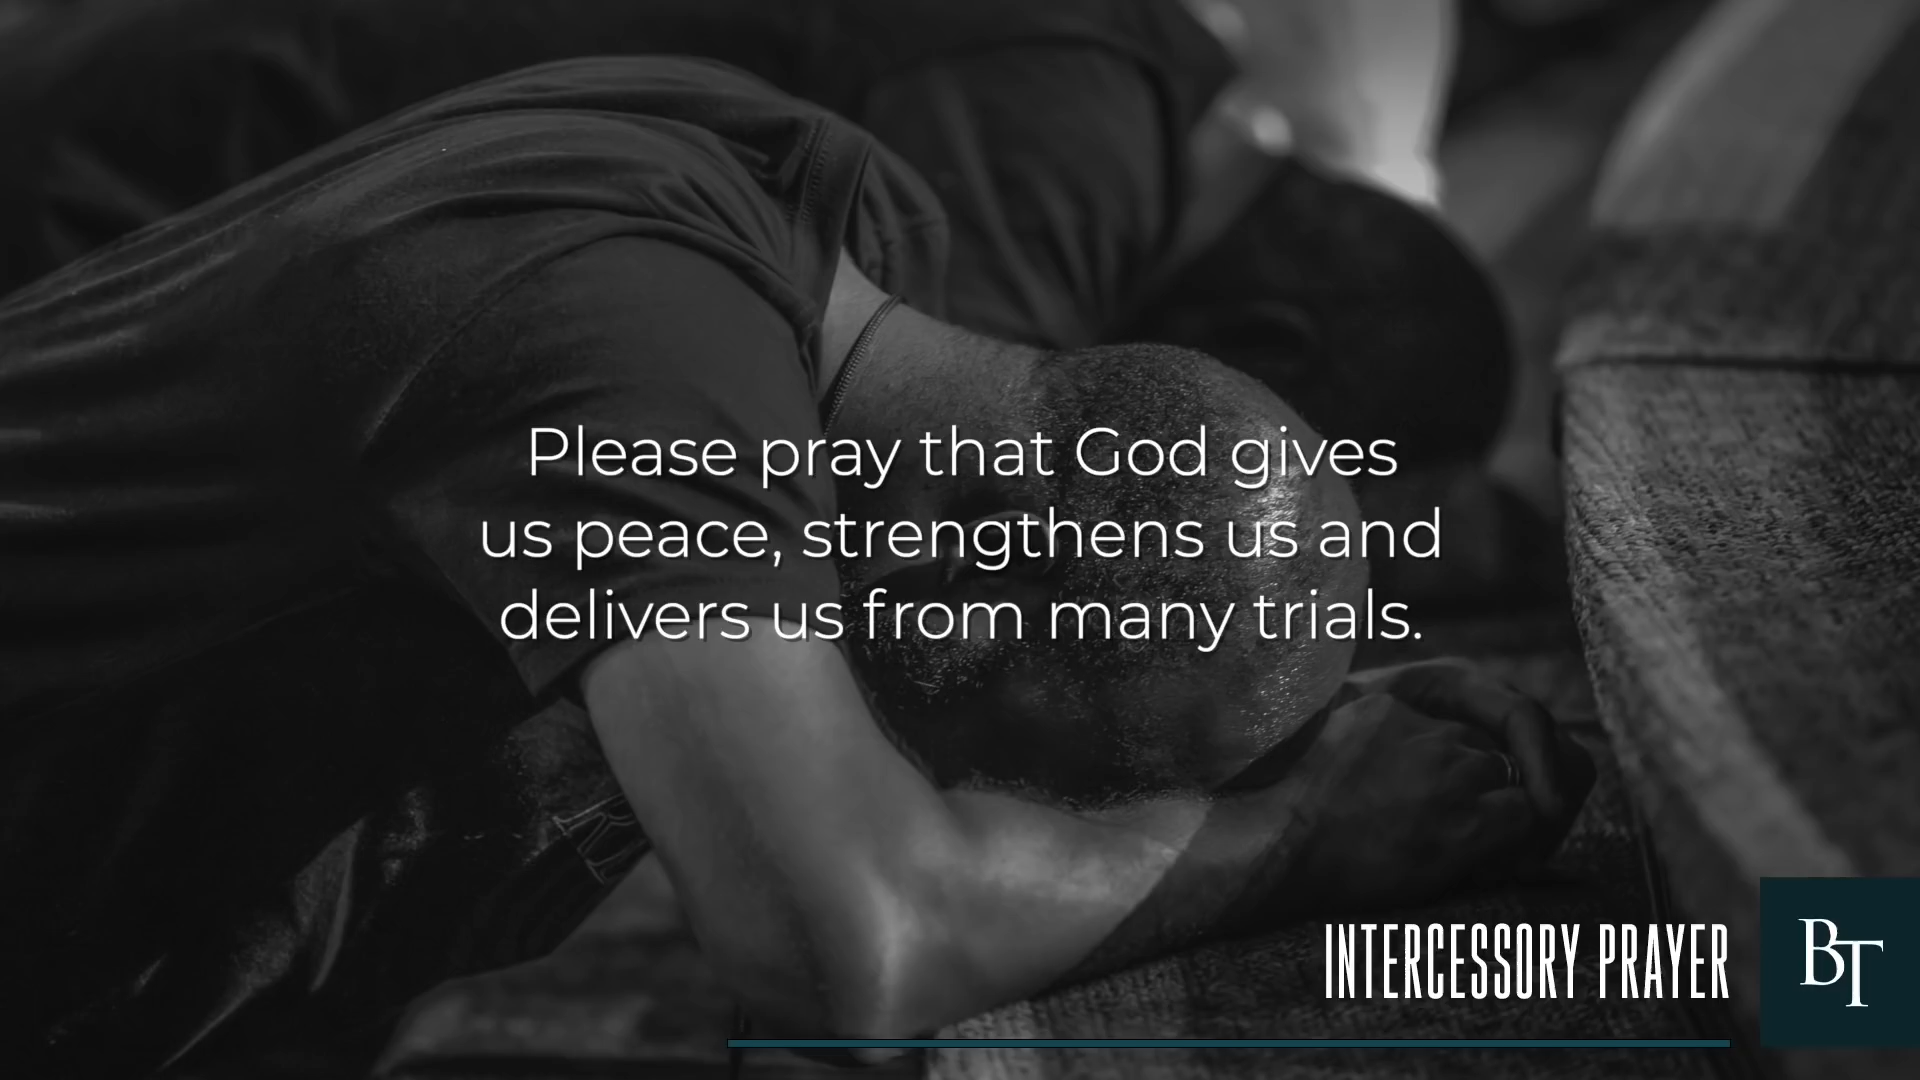 Please pray that God gives
us peace, strengthens us and
delivers us from many trials.
INTERCESSORY PRAYER
BT